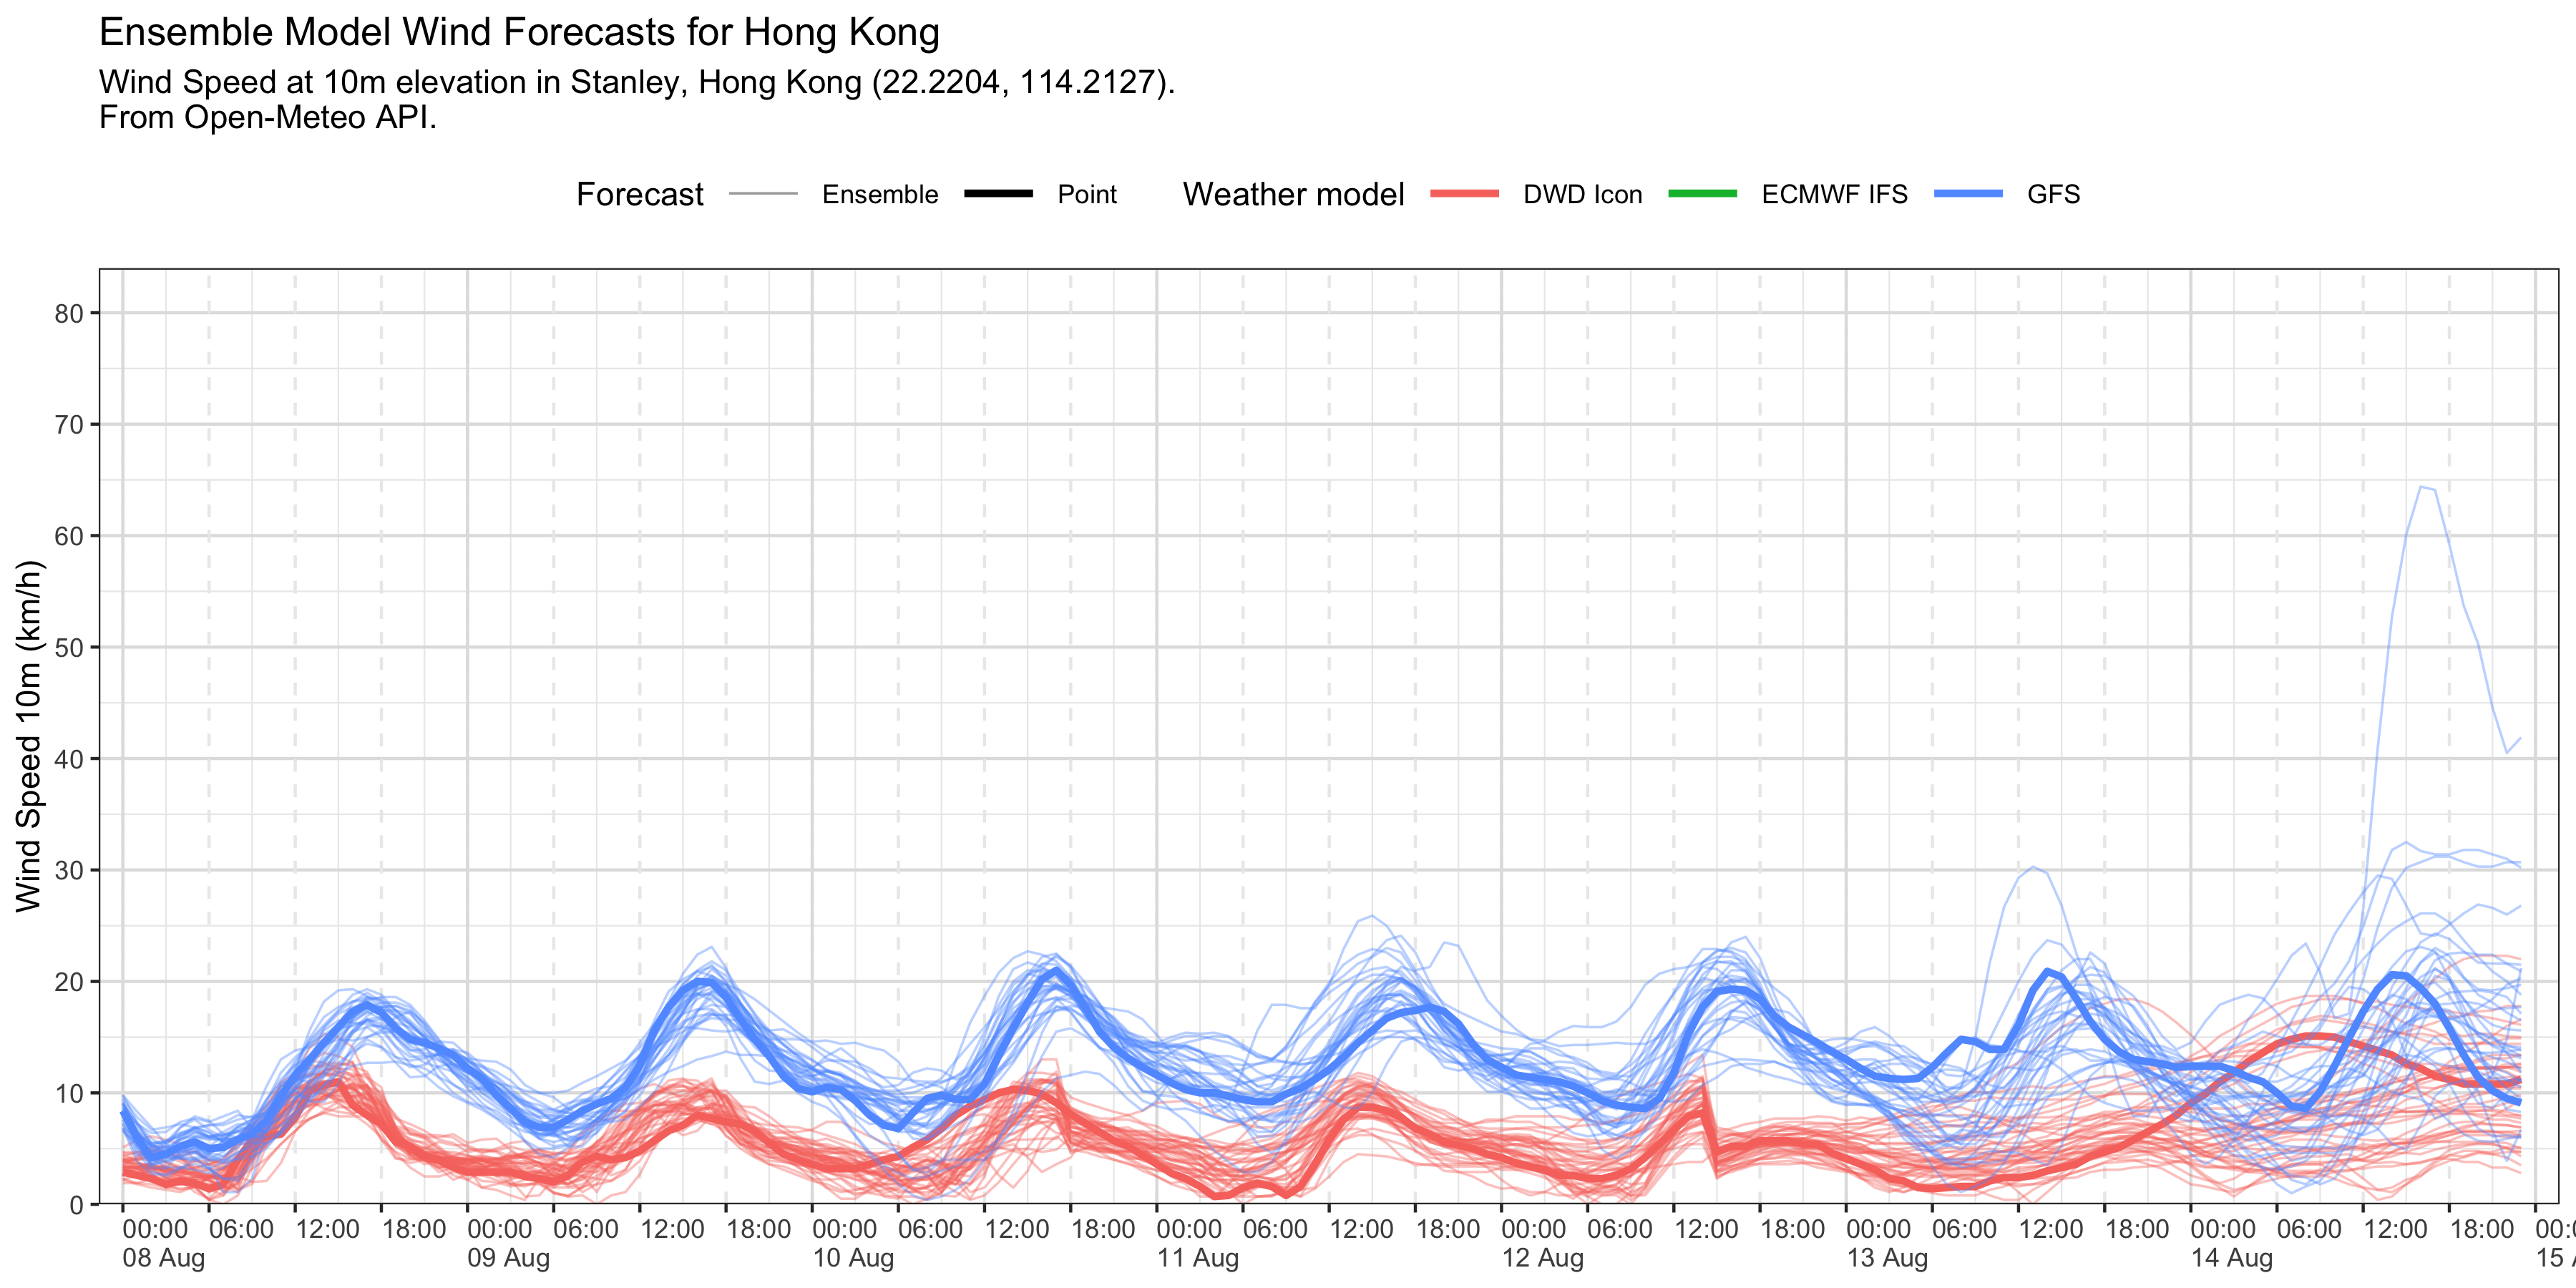 Ensemble Model Wind Forecasts for Hong Kong
Wind Speed at 10m elevation in Stanley, Hong Kong (22.2204, 114.2127).
From Open-Meteo API.
Forecast Ensemble Point Weather model DWD Icon ECMWF IFS GFS
Wind Speed 10m (km/h)
80
70
60
50
40
30
20
10
0
00:00 06:00 12:00 18:00 00:00 06:00 12:00 18:00 00:00 06:00 12:00 18:00 00:00 06:00 12:00 18:00 00:00 06:00 12:00 18:00 00:00 06:00 12:00 18:00 00:00 06:00 12:00 18:00 00:0
08 Aug 09 Aug 10 Aug 11 Aug 12 Aug 13 Aug 14 Aug 15 A